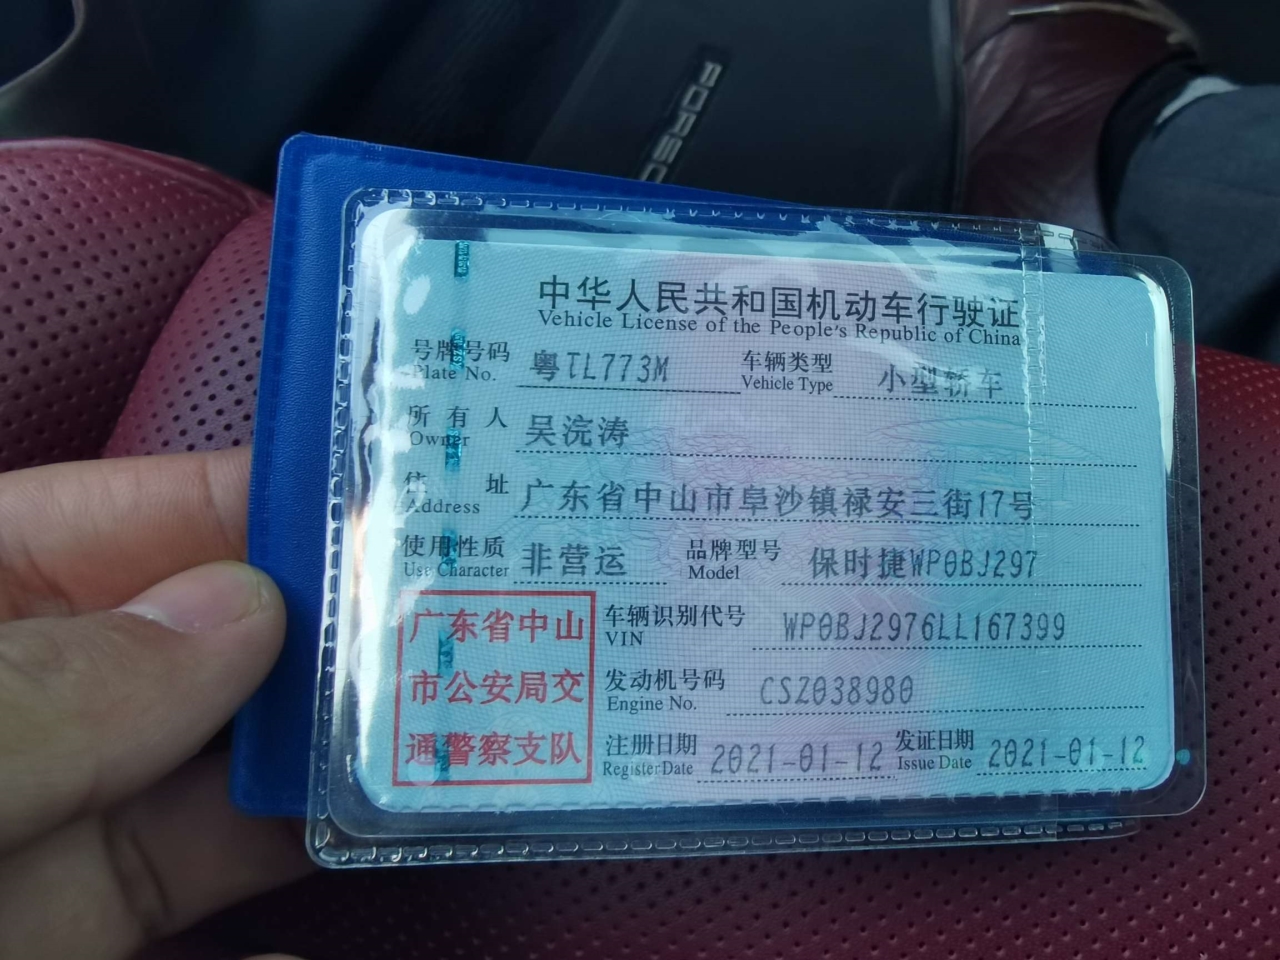 PORSC
中华人民共和国机动车行驶证
Vehicle License of the People's Republic of China
号牌号码 粤TL773M 车辆类型 小型轿车
Plate No. Vehicle Type
所有人 吴浣涛
Owner
住址 广东省中山市阜沙镇禄安三街17号
Address
使用性质 非营运 品牌型号 保时捷WP0BJ297
Use Character Model
广东省中山
市公安局交
通警察支队
车辆识别代号 WP0BJ2976LL167399
VIN
发动机号码 CSZ038980
Engine No.
注册日期 2021-01-12 发证日期 2021-01-12
Register Date Issue Date